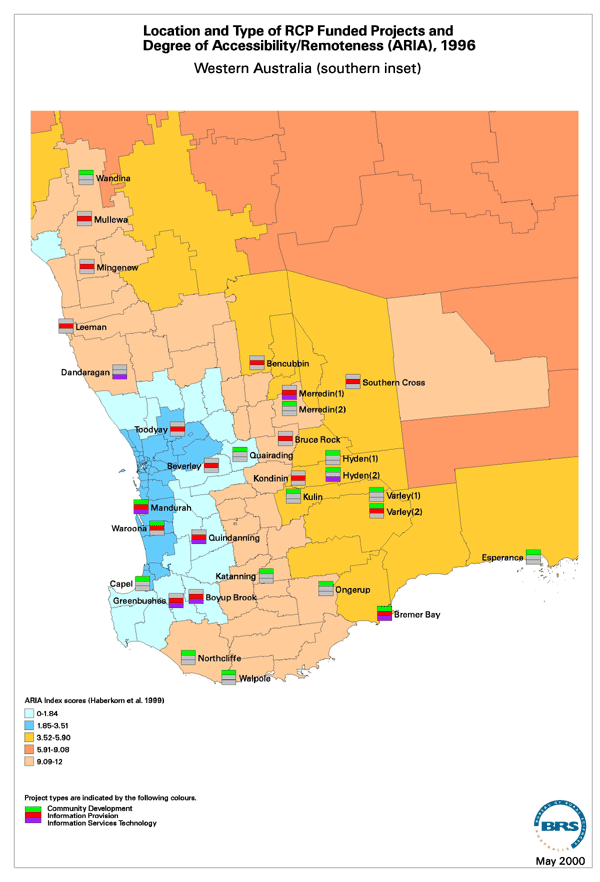 Location and Type of RCP Funded Projects and
Degree of Accessibility/Remoteness (ARIA), 1996
Western Australia (southern inset)
Wandina
Mullewa
Mingenew
Leeman
Dandaragan
Bencubbin
Southern Cross
Merredin(1)
Merredin(2)
Toodyay
Bruce Rock
Quairading
Hyden(1)
Beverley
Kondinin
Hyden(2)
Kulin
Varley(1)
Mandurah
Varley(2)
Waroona
Quindanning
Esperance
Katanning
Capel
Ongerup
Greenbushes
Boyup Brook
Bremer Bay
Northcliffe
Walpole
ARIA Index scores (Haberkorn et al. 1999)
0-1.84
1.85-3.51
3.52-5.90
5.91-9.08
9.09-12
Project types are indicated by the following colours.
Community Development
Information Provision
Information Services Technology
BRS
May 2000